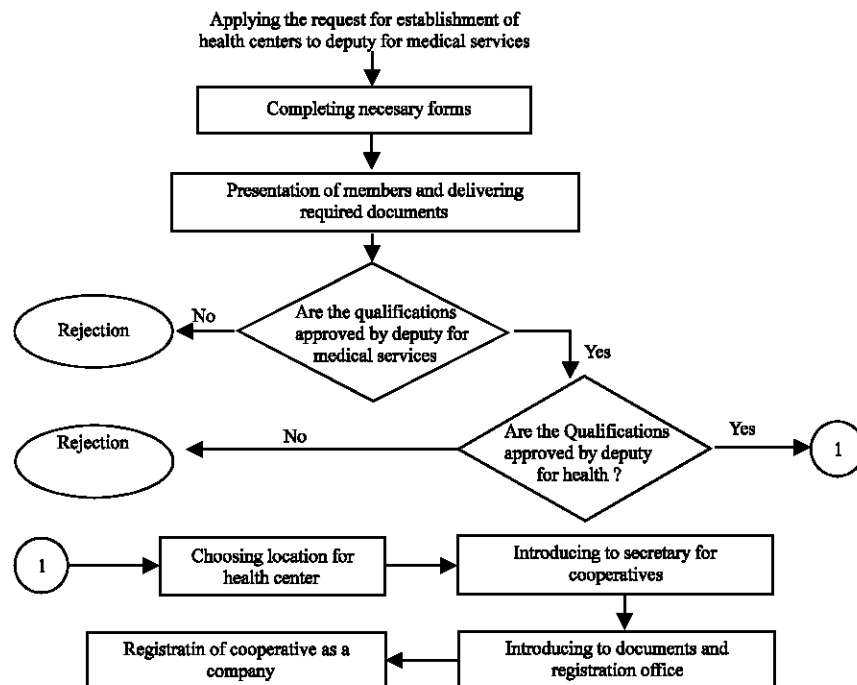 Applying the request for establishment of
health centers to deputy for medical services
Completing necesary forms
Presentation of members and delivering
required documents
Are the qualifications
approved by deputy for
medical services
No
Rejection
Yes
Are the Qualifications
approved by deputy
for health ?
No
Rejection
Yes
1
1
Choosing location for
health center
Introducing to secretary for
cooperatives
Introducing to documents and
registration office
Registratin of cooperative as a
company